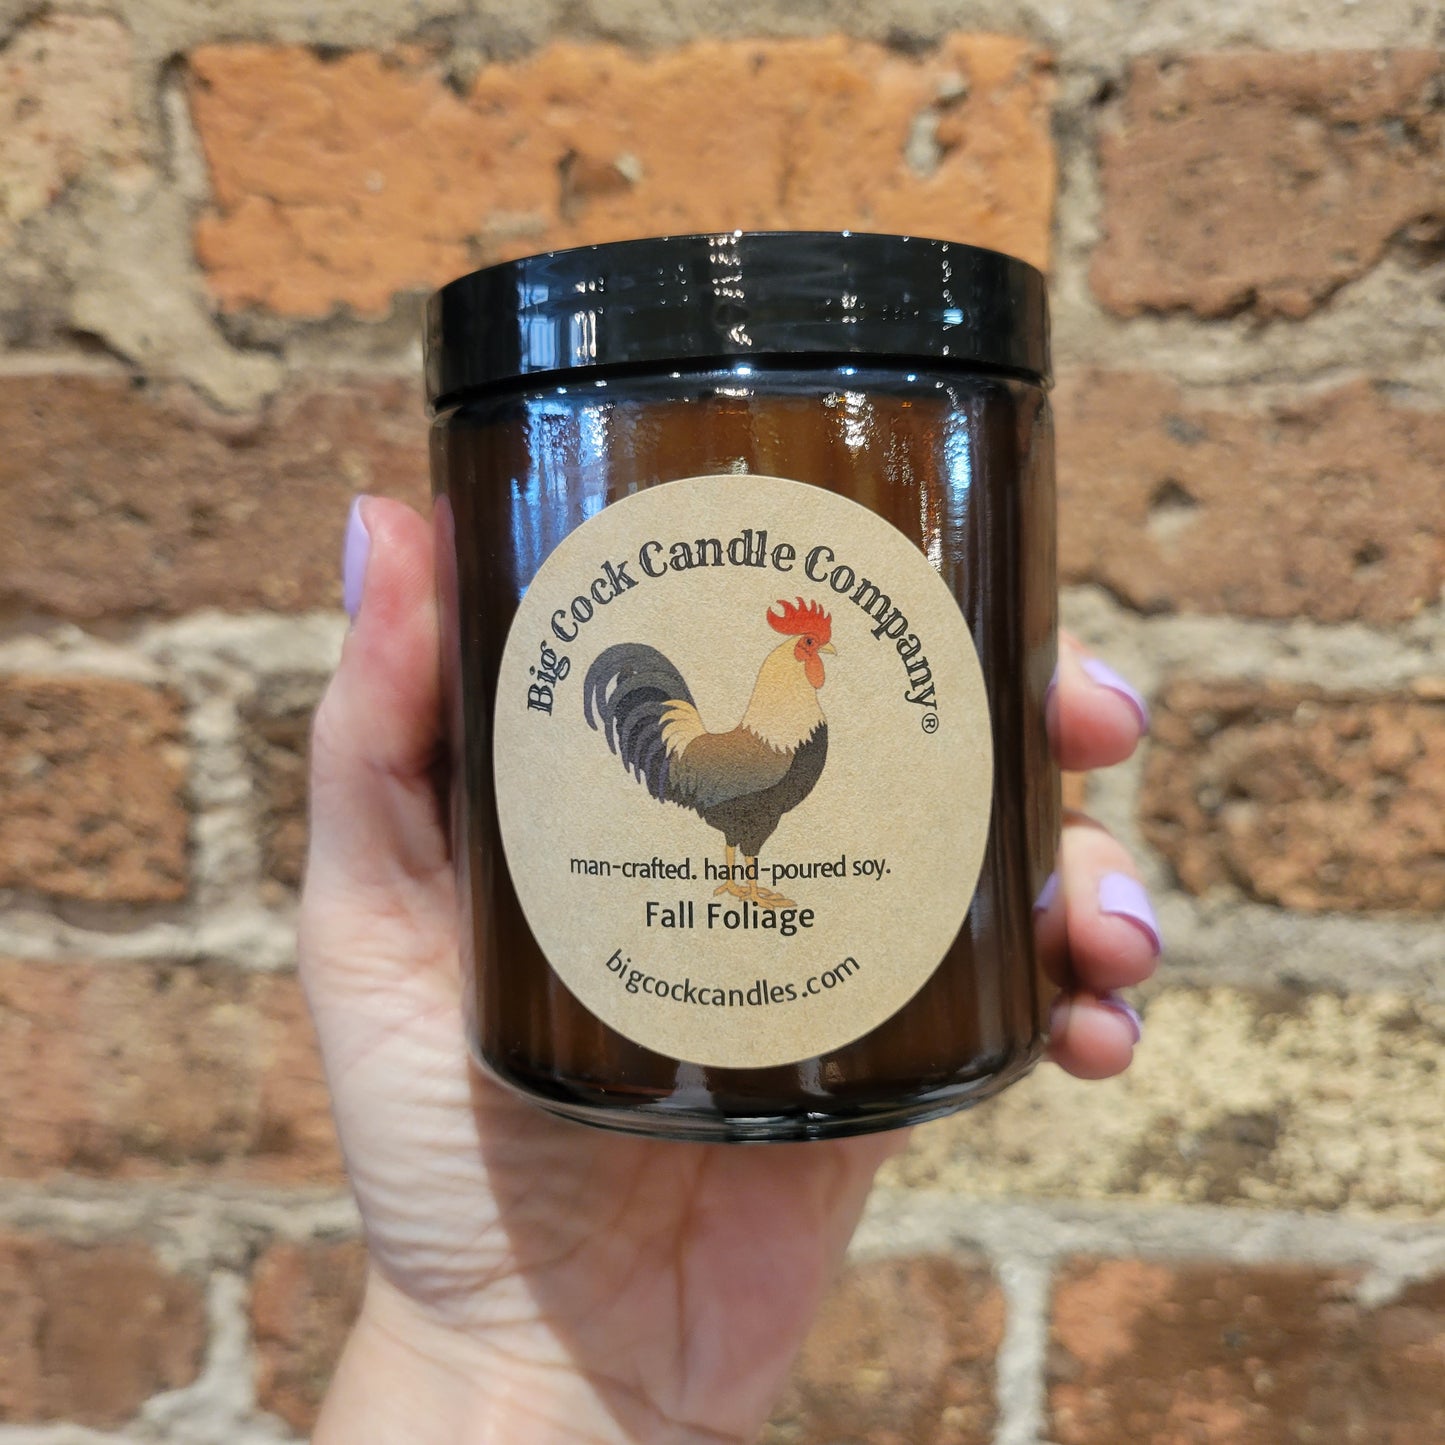 Big Cock Candle Company®
man-crafted. hand-poured soy.
Fall Foliage
bigcockcandles.com